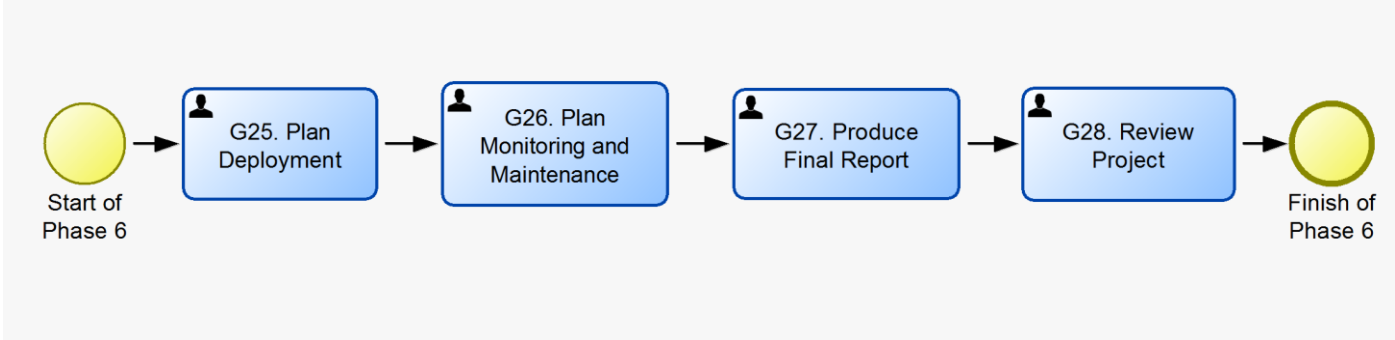 Start of
Phase 6
G25. Plan
Deployment
G26. Plan
Monitoring and
Maintenance
G27. Produce
Final Report
G28. Review
Project
Finish of
Phase 6